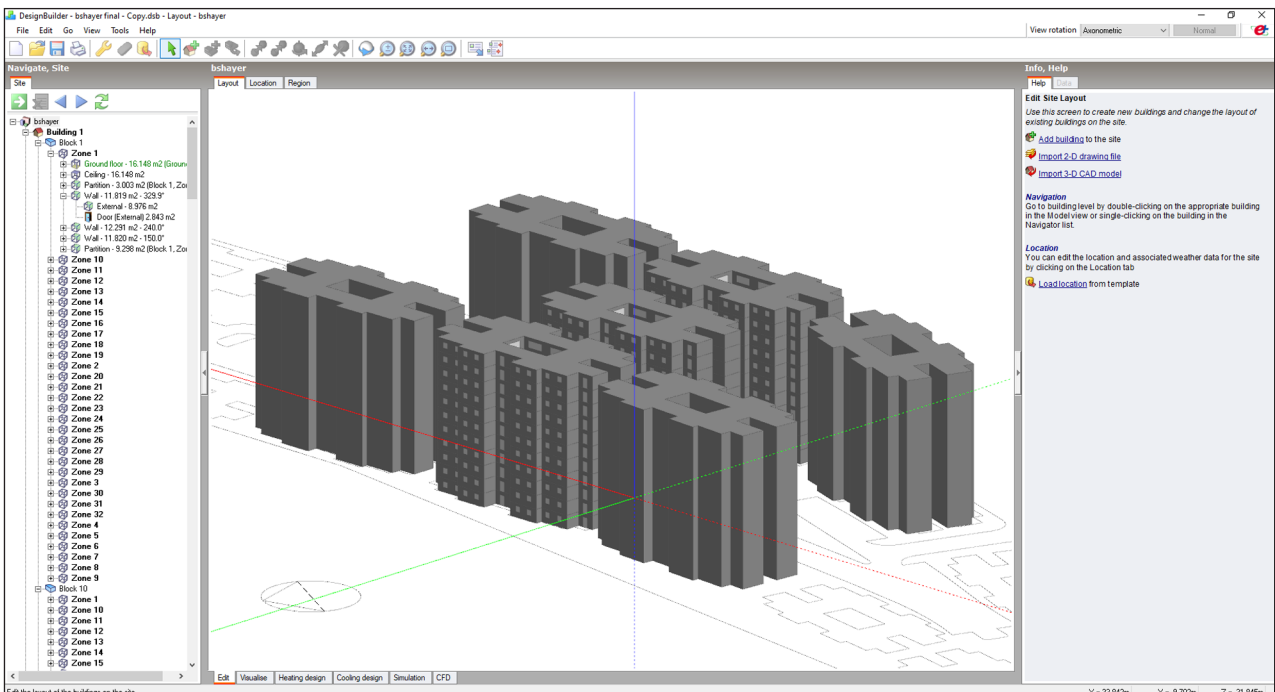 DesignBuilder - bshayer final - Copy.dsb - Layout - bshayer
File Edit Go View Tools Help
View rotation Axonometric Normal
Navigate, Site
Site
bshayer
Building 1
Block 1
Zone 1
Ground floor - 16.148 m2 (Groun
Ceiling - 16.148 m2
Partition - 3.003 m2 (Block 1, Zo
Wall - 11.819 m2 - 329.9°
External - 8.976 m2
Door (External) 2.843 m2
Wall - 12.291 m2 - 240.0°
Wall - 11.820 m2 - 150.0°
Partition - 9.298 m2 (Block 1, Zo
Zone 10
Zone 11
Zone 12
Zone 13
Zone 14
Zone 15
Zone 16
Zone 17
Zone 18
Zone 19
Zone 2
Zone 20
Zone 21
Zone 22
Zone 23
Zone 24
Zone 25
Zone 26
Zone 27
Zone 28
Zone 29
Zone 3
Zone 30
Zone 31
Zone 32
Zone 4
Zone 5
Zone 6
Zone 7
Zone 8
Zone 9
Block 10
Zone 1
Zone 10
Zone 11
Zone 12
Zone 13
Zone 14
Zone 15
bshayer
Layout Location Region
Edit Visualise Heating design Cooling design Simulation CFD
Info, Help
Help Data
Edit Site Layout
Use this screen to create new buildings and change the layout of
existing buildings on the site.
Add building to the site
Import 2-D drawing file
Import 3-D CAD model
Navigation
Go to building level by double-clicking on the appropriate building
in the Model view or single-clicking on the building in the
Navigator list.
Location
You can edit the location and associated weather data for the site
by clicking on the Location tab
Load location from template
Edit the layout of the buildings on the site